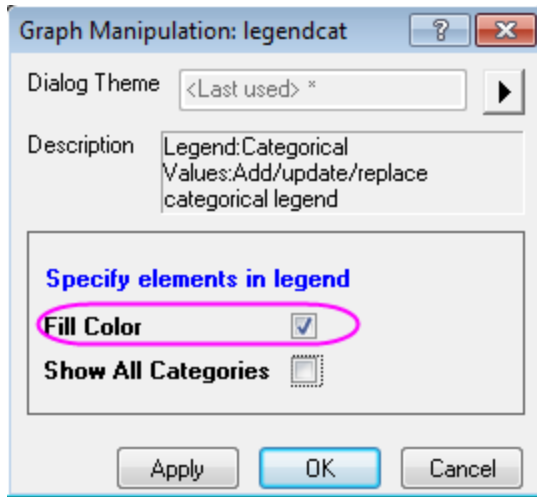 Graph Manipulation: legendcat
Dialog Theme
<Last used> *
Description
Legend:Categorical
Values:Add/update/replace
categorical legend
Specify elements in legend
Fill Color
Show All Categories
Apply OK Cancel